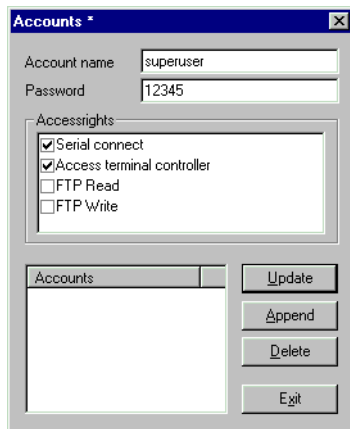 Accounts *
Account name superuser
Password 12345
Accessrights
Serial connect
Access terminal controller
FTP Read
FTP Write
Accounts
Update
Append
Delete
Exit